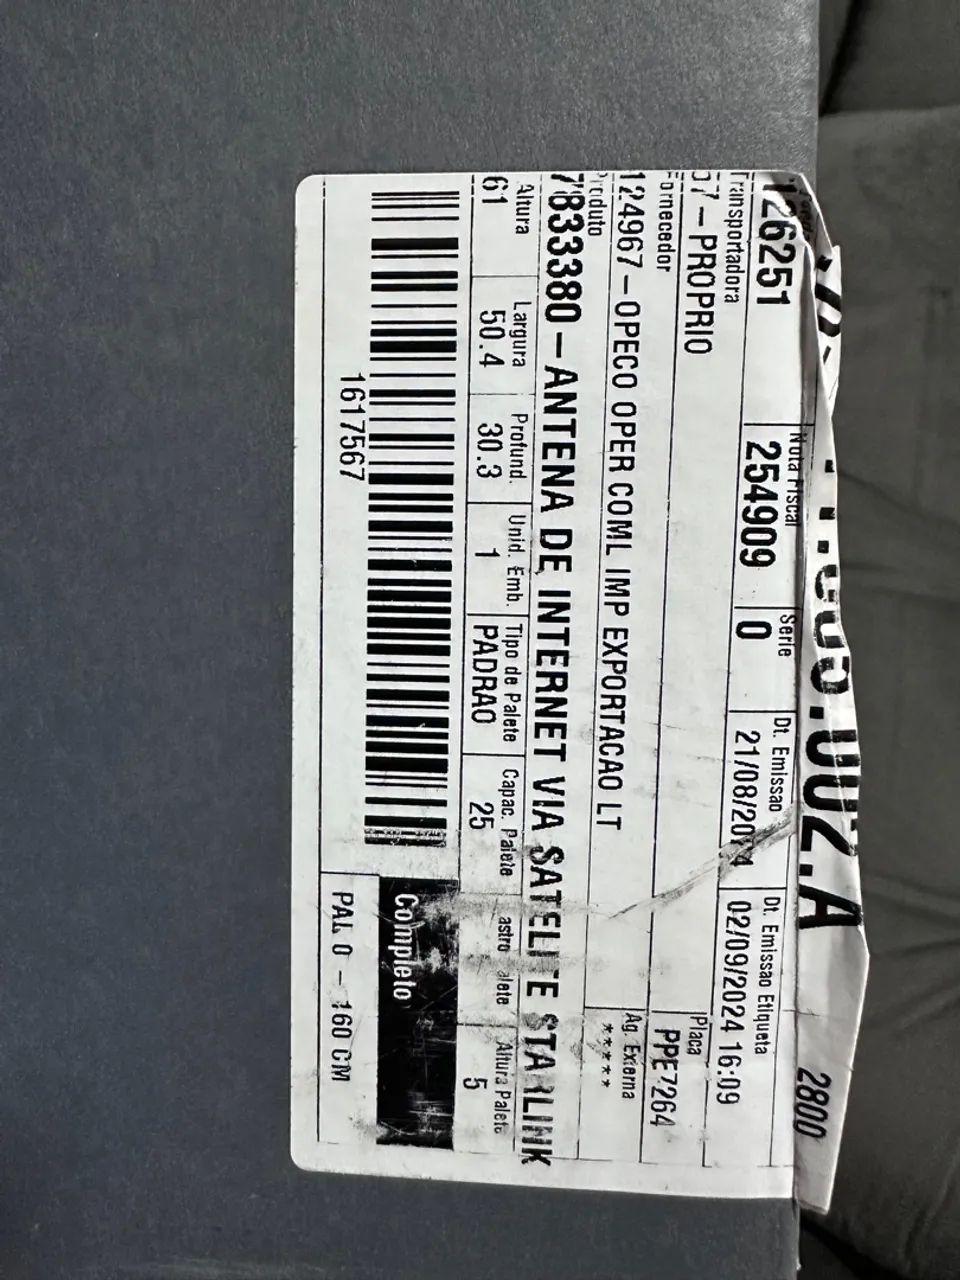 2800
126251
Nota Fiscal
254909
Serie
0
Dt. Emissao
21/08/2024
Dt. Emissao Etiqueta
02/09/2024 16:09
Transportadora
07-PROPRIO
Placa
PPE7264
Fornecedor
124967-OPECO OPER COML IMP EXPORTACAO LT
Ag. Externa
*****
Produto
7833380-ANTENA DE INTERNET VIA SATELITE STARLINK
Altura
61
Largura
50.4
Profund.
30.3
Unid. Emb.
1
Tipo de Palete
PADRAO
Capac. Palete
25
Lastro Palete
Altura Palete
5
1617567
Completo
PAL 0 - 160 CM